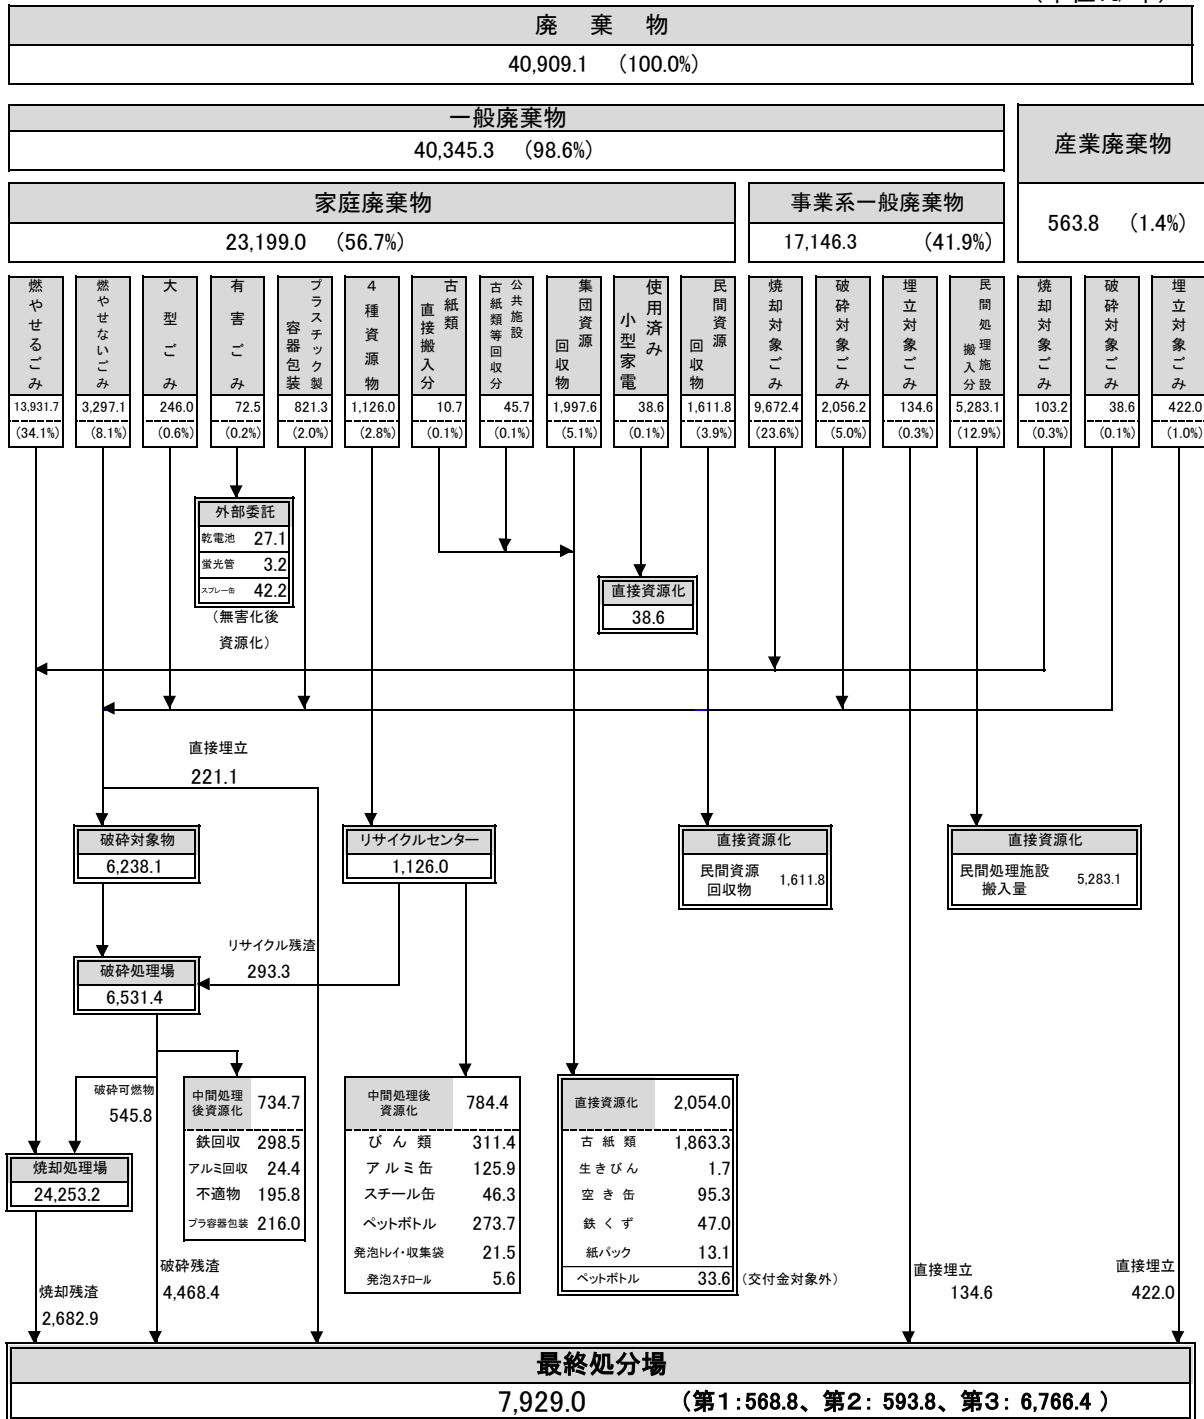 廃棄物
40,909.1 (100.0%)
一般廃棄物
40,345.3 (98.6%)
産業廃棄物
563.8 (1.4%)
家庭廃棄物
23,199.0 (56.7%)
事業系一般廃棄物
17,146.3 (41.9%)
燃やせるごみ
13,931.7
(34.1%)
燃やせないごみ
3,297.1
(8.1%)
大型ごみ
246.0
(0.6%)
有害ごみ
72.5
(0.2%)
プラスチック製
容器包装
821.3
(2.0%)
4種資源物
1,126.0
(2.8%)
古紙類
直接搬入分
10.7
(0.1%)
公共施設
古紙類等回収分
45.7
(0.1%)
集団資源
回収物
1,997.6
(5.1%)
使用済み
小型家電
38.6
(0.1%)
民間資源
回収物
1,611.8
(3.9%)
焼却対象ごみ
9,672.4
(23.6%)
破砕対象ごみ
2,056.2
(5.0%)
埋立対象ごみ
134.6
(0.3%)
民間処理施設
搬入分
5,283.1
(12.9%)
焼却対象ごみ
103.2
(0.3%)
破砕対象ごみ
38.6
(0.1%)
埋立対象ごみ
422.0
(1.0%)
外部委託
乾電池 27.1
蛍光管 3.2
スプレー缶 42.2
(無害化後
資源化)
直接資源化
38.6
直接埋立
221.1
破砕対象物
6,238.1
リサイクルセンター
1,126.0
直接資源化
民間資源
回収物 1,611.8
直接資源化
民間処理施設
搬入量 5,283.1
リサイクル残渣
293.3
破砕処理場
6,531.4
破砕可燃物
545.8
中間処理
後資源化 734.7
鉄回収 298.5
アルミ回収 24.4
不適物 195.8
プラ容器包装 216.0
中間処理後
資源化 784.4
びん類 311.4
アルミ缶 125.9
スチール缶 46.3
ペットボトル 273.7
発泡トレイ・収集袋 21.5
発泡スチロール 5.6
直接資源化 2,054.0
古紙類 1,863.3
生きびん 1.7
空き缶 95.3
鉄くず 47.0
紙パック 13.1
ペットボトル 33.6 (交付金対象外)
焼却処理場
24,253.2
焼却残渣
2,682.9
破砕残渣
4,468.4
直接埋立
134.6
直接埋立
422.0
最終処分場
7,929.0 (第1:568.8、第2: 593.8、第3: 6,766.4 )